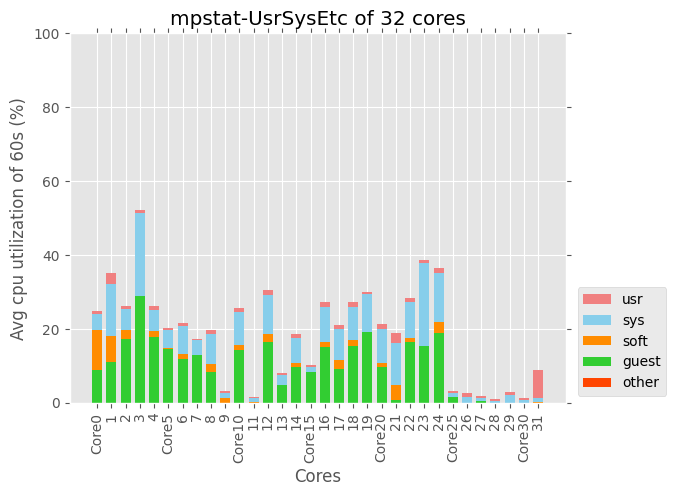 mpstat-UsrSysEtc of 32 cores
Avg cpu utilization of 60s (%)
100
80
60
40
20
0
Core0
1
2
3
4
Core5
6
7
8
9
Core10
11
12
13
14
Core15
16
17
18
19
Core20
21
22
23
24
Core25
26
27
28
29
Core30
31
Cores
usr
sys
soft
guest
other